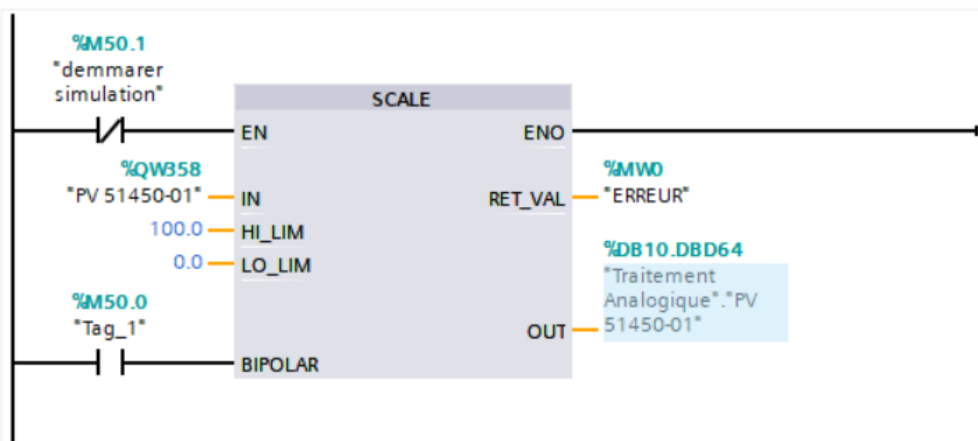 %M50.1
"demmarer
simulation"
SCALE
EN
ENO
%QW358
"PV 51450-01"
IN
%MW0
RET_VAL
"ERREUR"
100.0
HI_LIM
0.0
LO_LIM
%DB10.DBD64
"Traitement
Analogique"."PV
51450-01"
OUT
%M50.0
"Tag_1"
BIPOLAR